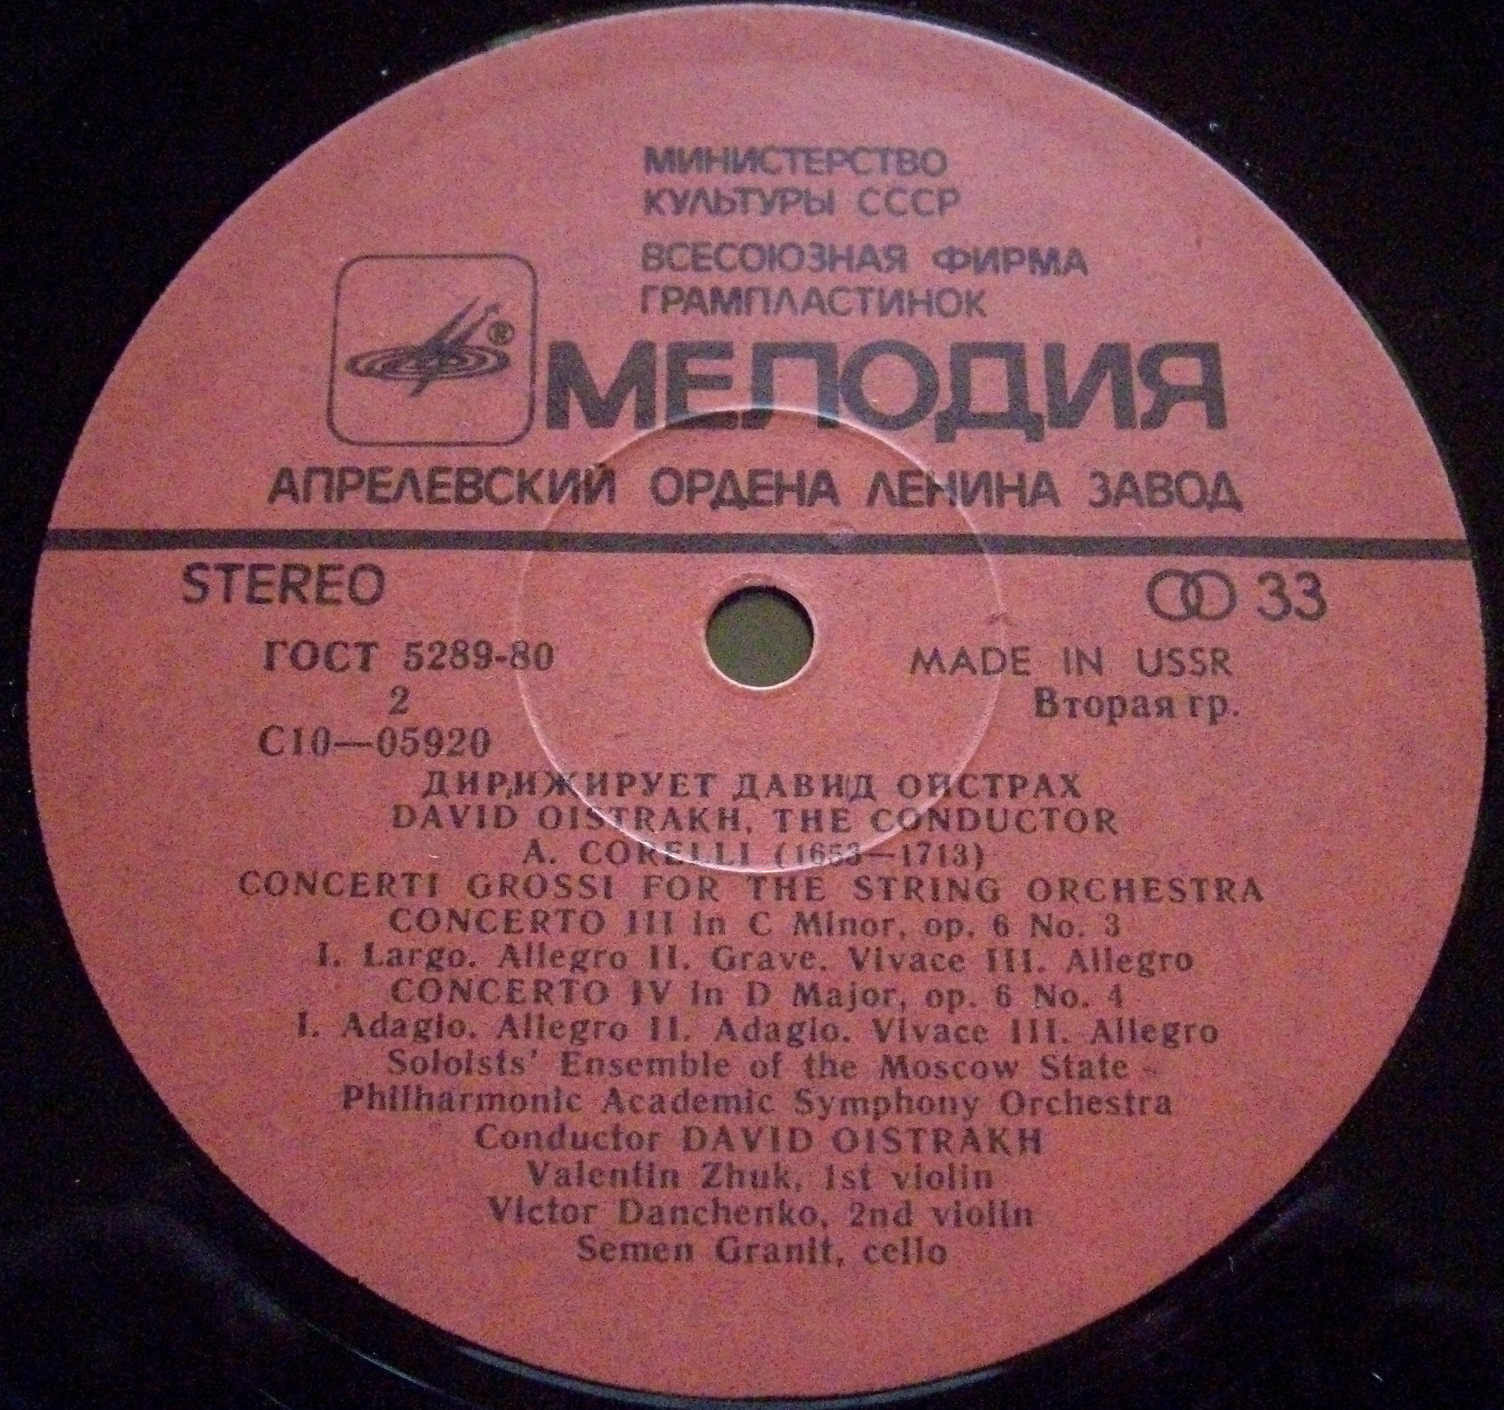 МИНИСТЕРСТВО
КУЛЬТУРЫ СССР
ВСЕСОЮЗНАЯ ФИРМА
ГРАМПЛАСТИНОК
®
МЕЛОДИЯ
АПРЕЛЕВСКИЙ ОРДЕНА ЛЕНИНА ЗАВОД
STEREO 33
ГОСТ 5289-80 MADE IN USSR
2 Вторая гр.
С10—05920
ДИРИЖИРУЕТ ДАВИД ОЙСТРАХ
DAVID OISTRAKH, THE CONDUCTOR
A. CORELLI (1653—1713)
CONCERTI GROSSI FOR THE STRING ORCHESTRA
CONCERTO III in C Minor, op. 6 No. 3
I. Largo. Allegro II. Grave. Vivace III. Allegro
CONCERTO IV in D Major, op. 6 No. 4
I. Adagio. Allegro II. Adagio. Vivace III. Allegro
Soloists' Ensemble of the Moscow State
Philharmonic Academic Symphony Orchestra
Conductor DAVID OISTRAKH
Valentin Zhuk, 1st violin
Victor Danchenko, 2nd violin
Semen Granit, cello